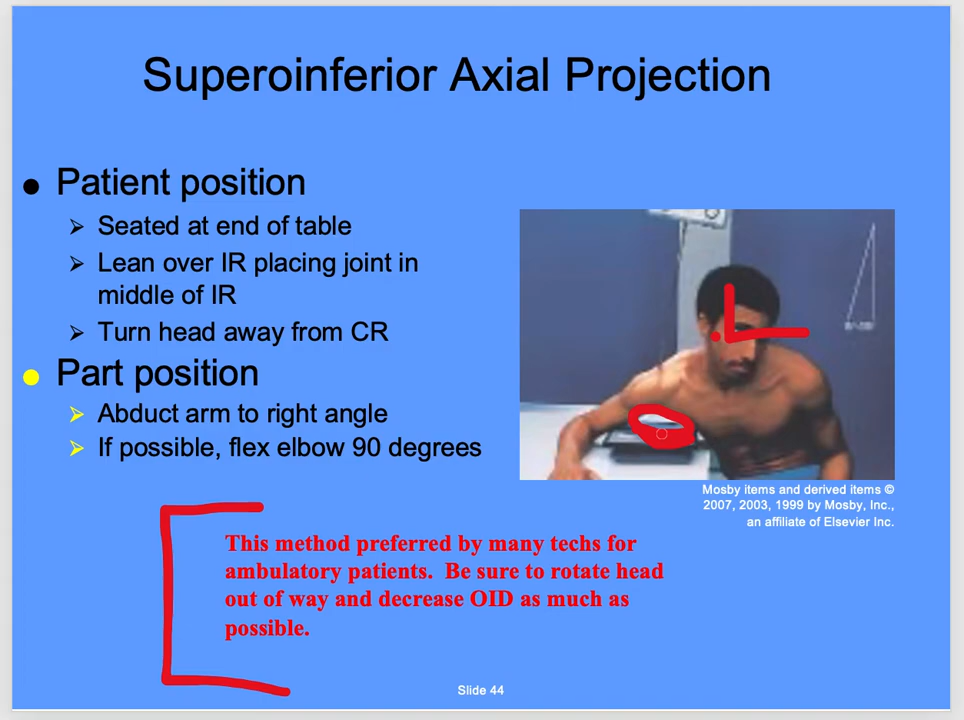 Superoinferior Axial Projection
Patient position
Seated at end of table
Lean over IR placing joint in
middle of IR
Turn head away from CR
Part position
Abduct arm to right angle
If possible, flex elbow 90 degrees
Mosby items and derived items ©
2007, 2003, 1999 by Mosby, Inc.,
an affiliate of Elsevier Inc.
This method preferred by many techs for
ambulatory patients.  Be sure to rotate head
out of way and decrease OID as much as
possible.
Slide 44